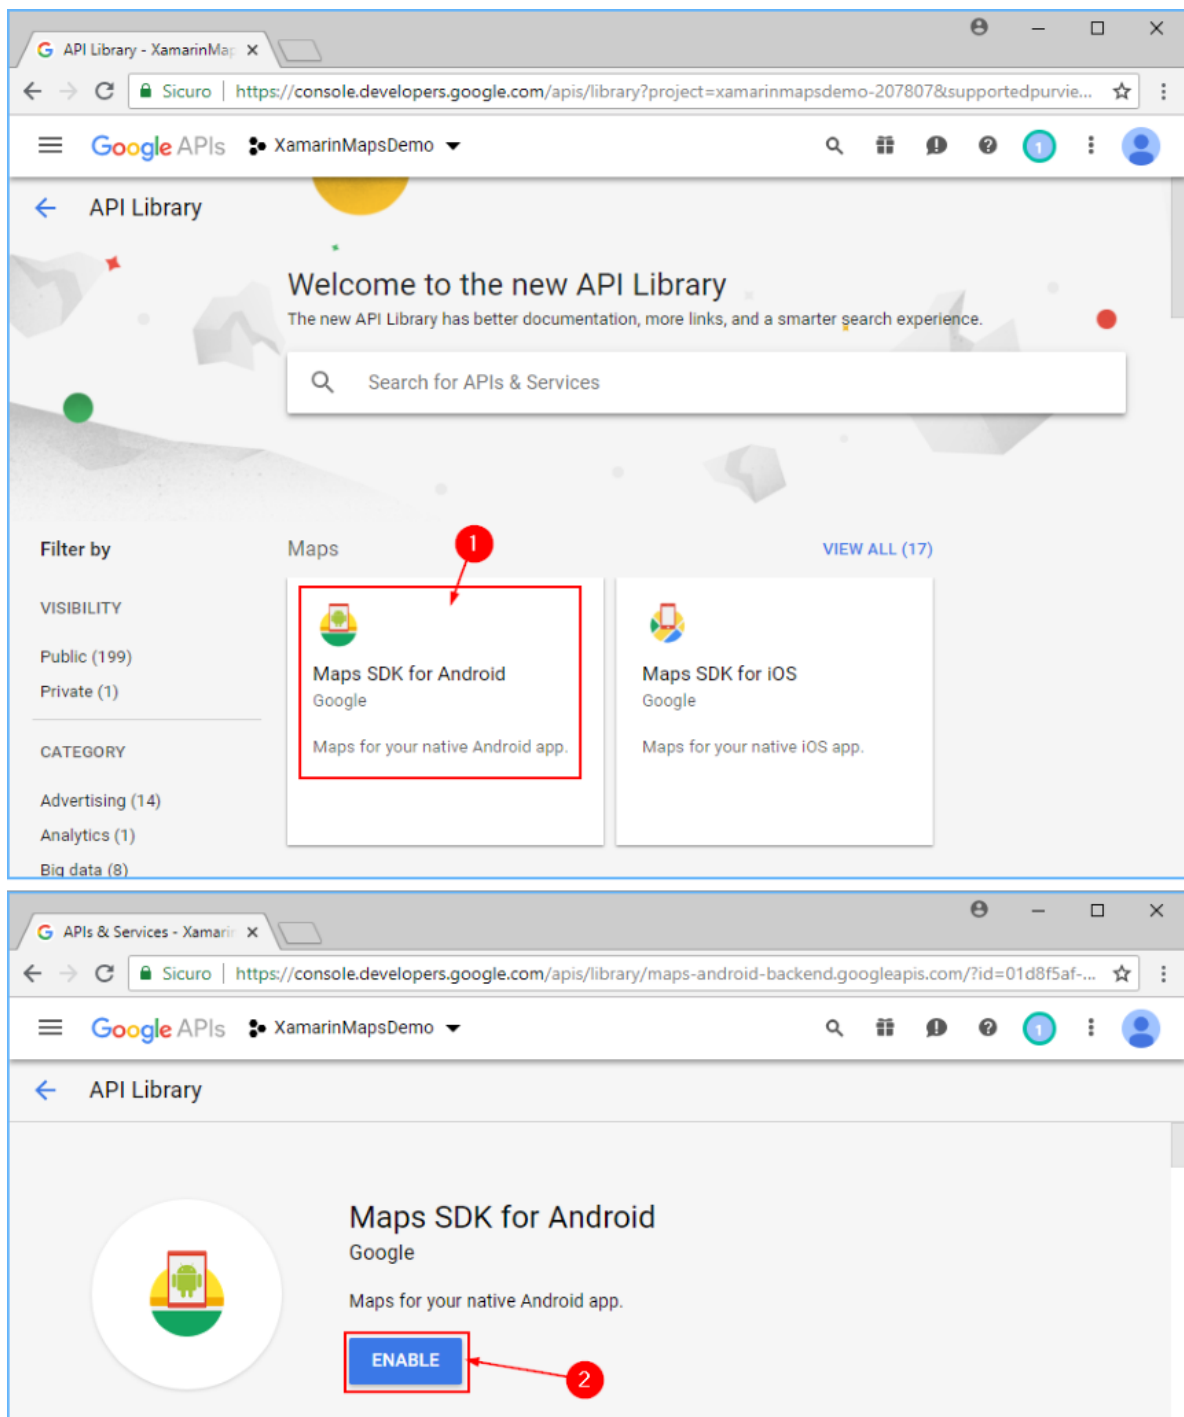 API Library - XamarinMap
Sicuro https://console.developers.google.com/apis/library?project=xamarinmapsdemo-207807&supportedpurvie...
Google APIs XamarinMapsDemo 1
API Library
Welcome to the new API Library
The new API Library has better documentation, more links, and a smarter search experience.
Search for APIs & Services
Filter by
VISIBILITY
Public (199)
Private (1)
CATEGORY
Advertising (14)
Analytics (1)
Big data (8)
Maps
1
VIEW ALL (17)
Maps SDK for Android
Google
Maps for your native Android app.
Maps SDK for iOS
Google
Maps for your native iOS app.
APIs & Services - Xamarin
Sicuro https://console.developers.google.com/apis/library/maps-android-backend.googleapis.com/?id=01d8f5af-...
Google APIs XamarinMapsDemo 1
API Library
Maps SDK for Android
Google
Maps for your native Android app.
ENABLE
2